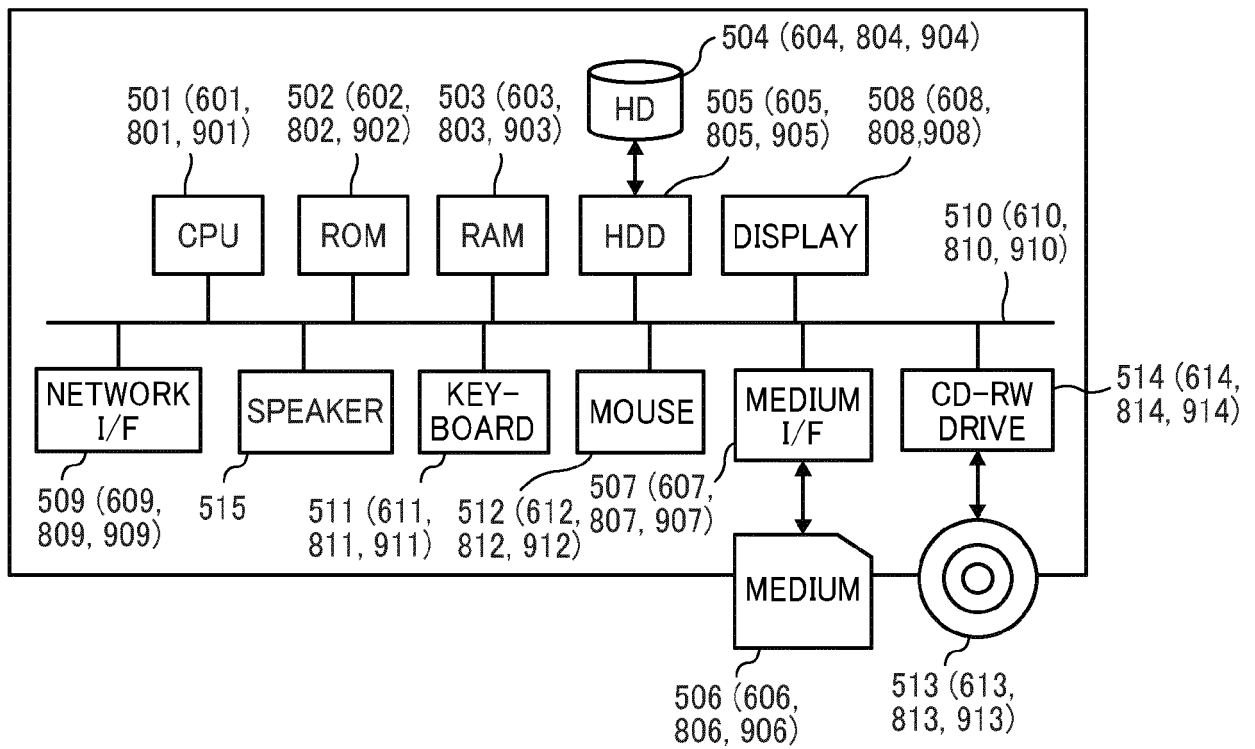 504 (604, 804, 904)
501 (601,
801, 901)
502 (602,
802, 902)
503 (603,
803, 903)
HD
505 (605,
805, 905)
508 (608,
808,908)
CPU
ROM
RAM
HDD
DISPLAY
510 (610,
810, 910)
NETWORK
I/F
SPEAKER
KEY-
BOARD
MOUSE
MEDIUM
I/F
CD-RW
DRIVE
514 (614,
814, 914)
509 (609,
809, 909)
515
511 (611,
811, 911)
512 (612,
812, 912)
507 (607,
807, 907)
MEDIUM
506 (606,
806, 906)
513 (613,
813, 913)